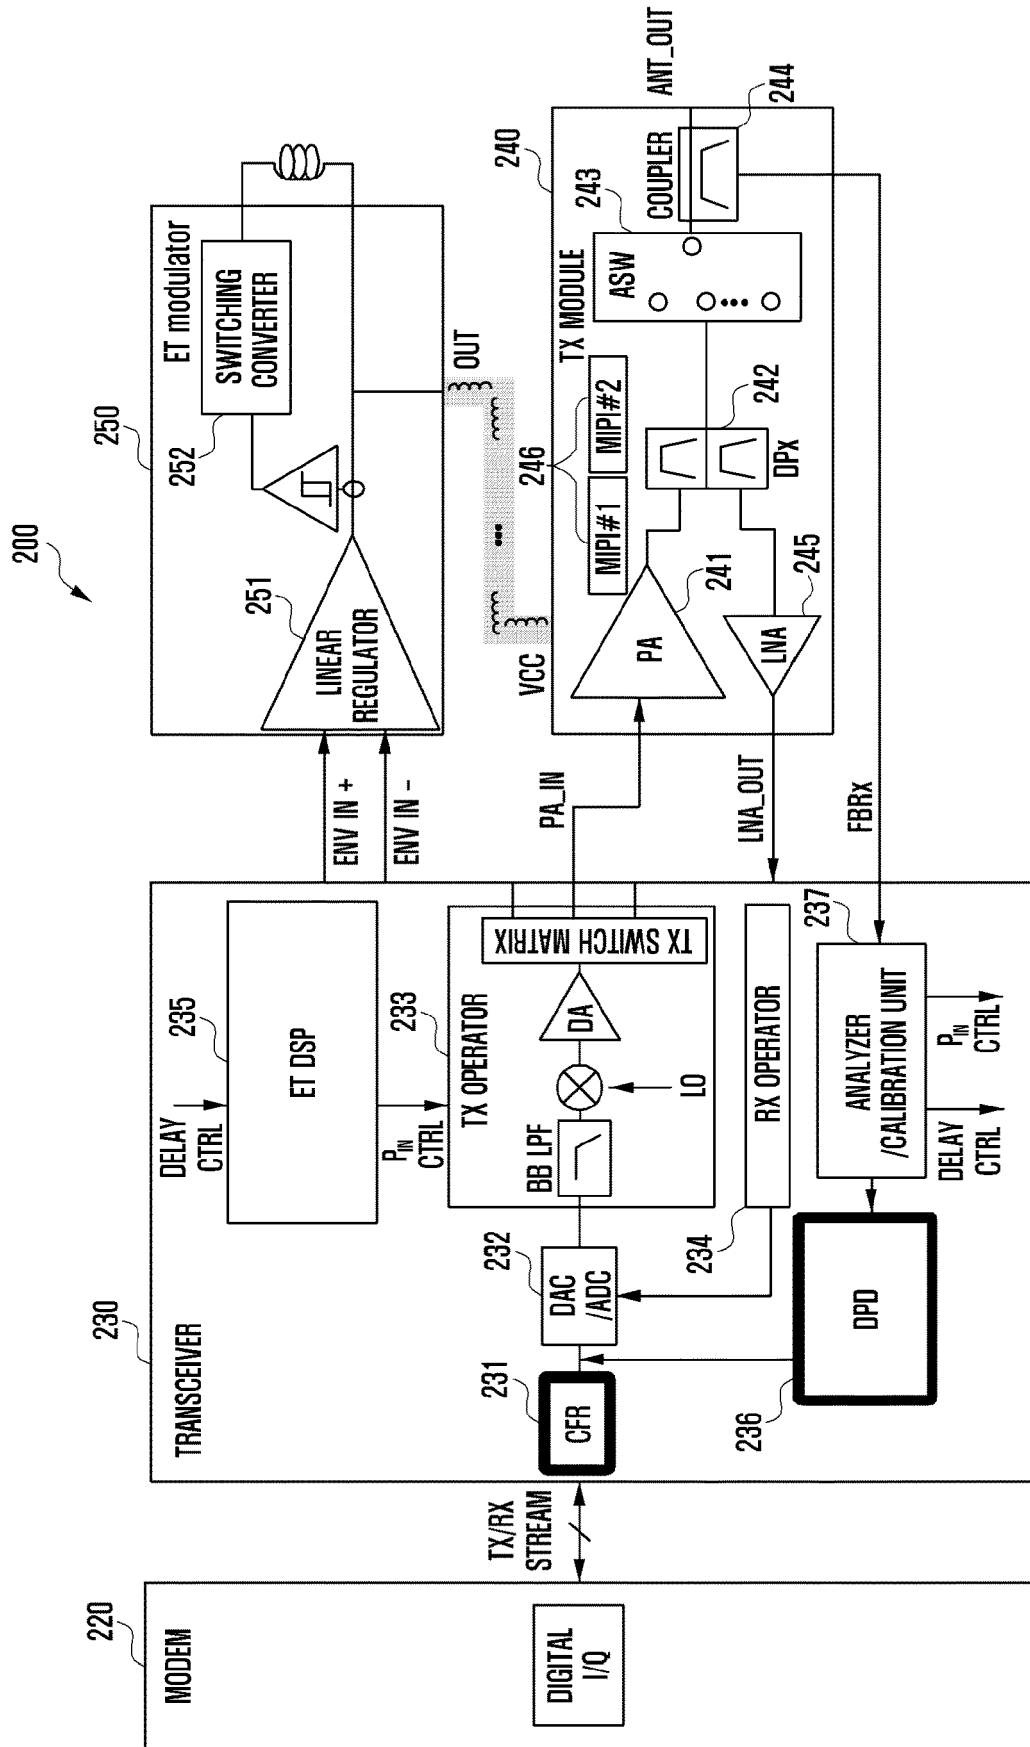 200
220
MODEM
DIGITAL
I/Q
TX/RX
STREAM
230
TRANSCEIVER
DELAY
CTRL
235
ET DSP
P_IN
CTRL
233
TX OPERATOR
BB LPF
LO
DA
TX SWITCH MATRIX
231
CFR
232
DAC
/ADC
234
RX OPERATOR
236
DPD
237
ANALYZER
/CALIBRATION UNIT
DELAY
CTRL
P_IN
CTRL
ENV IN +
ENV IN -
PA_IN
LNA_OUT
FBRx
250
ET modulator
251
LINEAR
REGULATOR
252
SWITCHING
CONVERTER
OUT
VCC
240
TX MODULE
246
MIPI#1
MIPI#2
PA
241
LNA
245
242
DPx
243
ASW
COUPLER
244
ANT_OUT